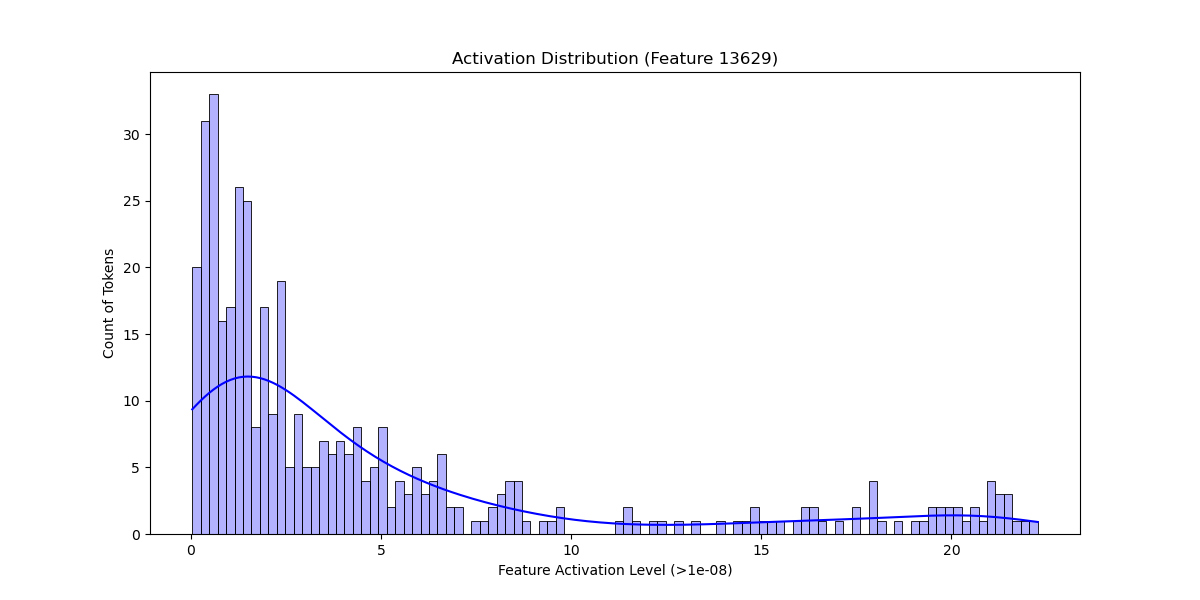 Activation Distribution (Feature 13629)
Count of Tokens
30
25
20
15
10
5
0
0 5 10 15 20
Feature Activation Level (>1e-08)